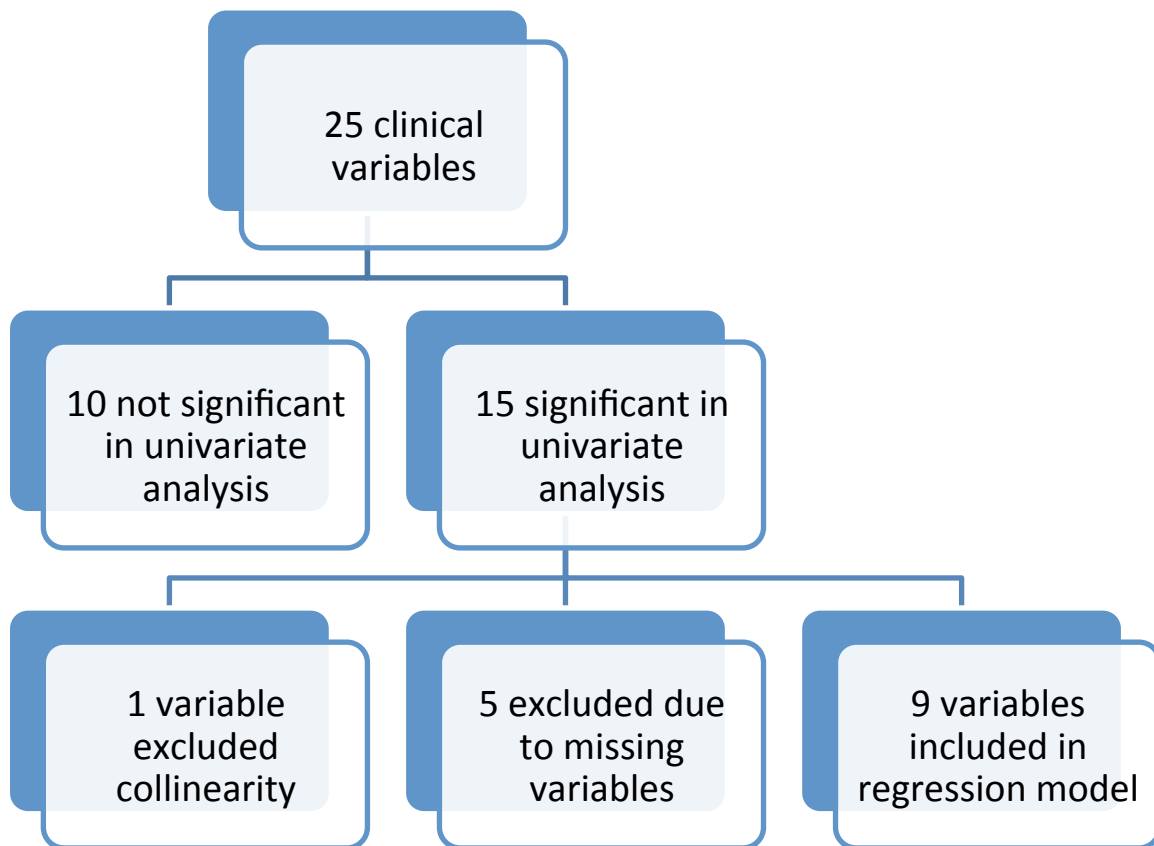 25 clinical
variables
10 not significant
in univariate
analysis
15 significant in
univariate
analysis
1 variable
excluded
collinearity
5 excluded due
to missing
variables
9 variables
included in
regression model